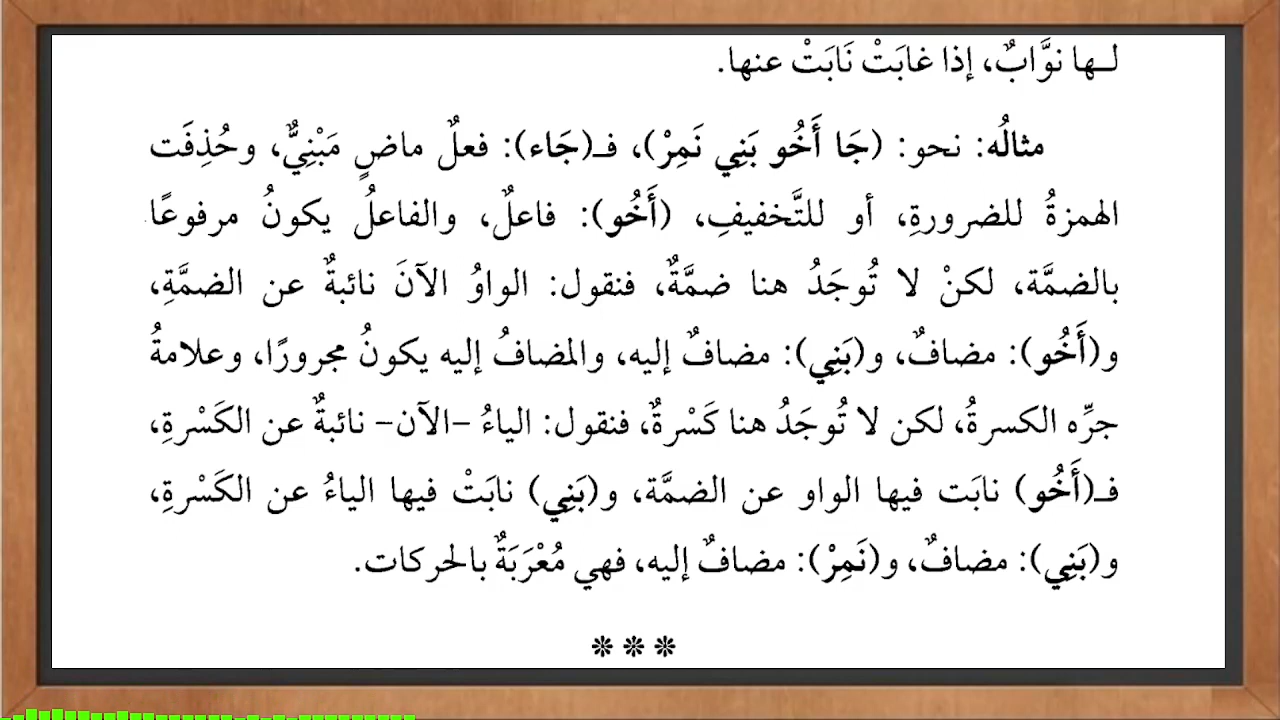 لـها نوَّابٌ، إذا غابَتْ نَابَتْ عنها.
مثالُه: نحو: (جَا أَخُو بَنِي نَمِرْ)، فـ(جَاء): فعلٌ ماضٍ مَبْنِيٌّ، وحُذِفَت
الهمزةُ للضرورةِ، أو للتَّخفيفِ، (أَخُو): فاعلٌ، والفاعلُ يكونُ مرفوعًا
بالضمَّة، لكنْ لا تُوجَدُ هنا ضمَّةٌ، فنقول: الواوُ الآنَ نائبةٌ عن الضمَّةِ،
و(أَخُو): مضافٌ، و(بَنِي): مضافٌ إليه، والمضافُ إليه يكونُ مجرورًا، وعلامةُ
جرِّه الكسرةُ، لكن لا تُوجَدُ هنا كَسْرةٌ، فنقول: الياءُ –الآن– نائبةٌ عن الكَسْرةِ،
فـ(أَخُو) نابَت فيها الواو عن الضمَّة، و(بَنِي) نابَتْ فيها الياءُ عن الكَسْرةِ،
و(بَنِي): مضافٌ، و(نَمِرْ): مضافٌ إليه، فهي مُعْرَبَةٌ بالحركات.